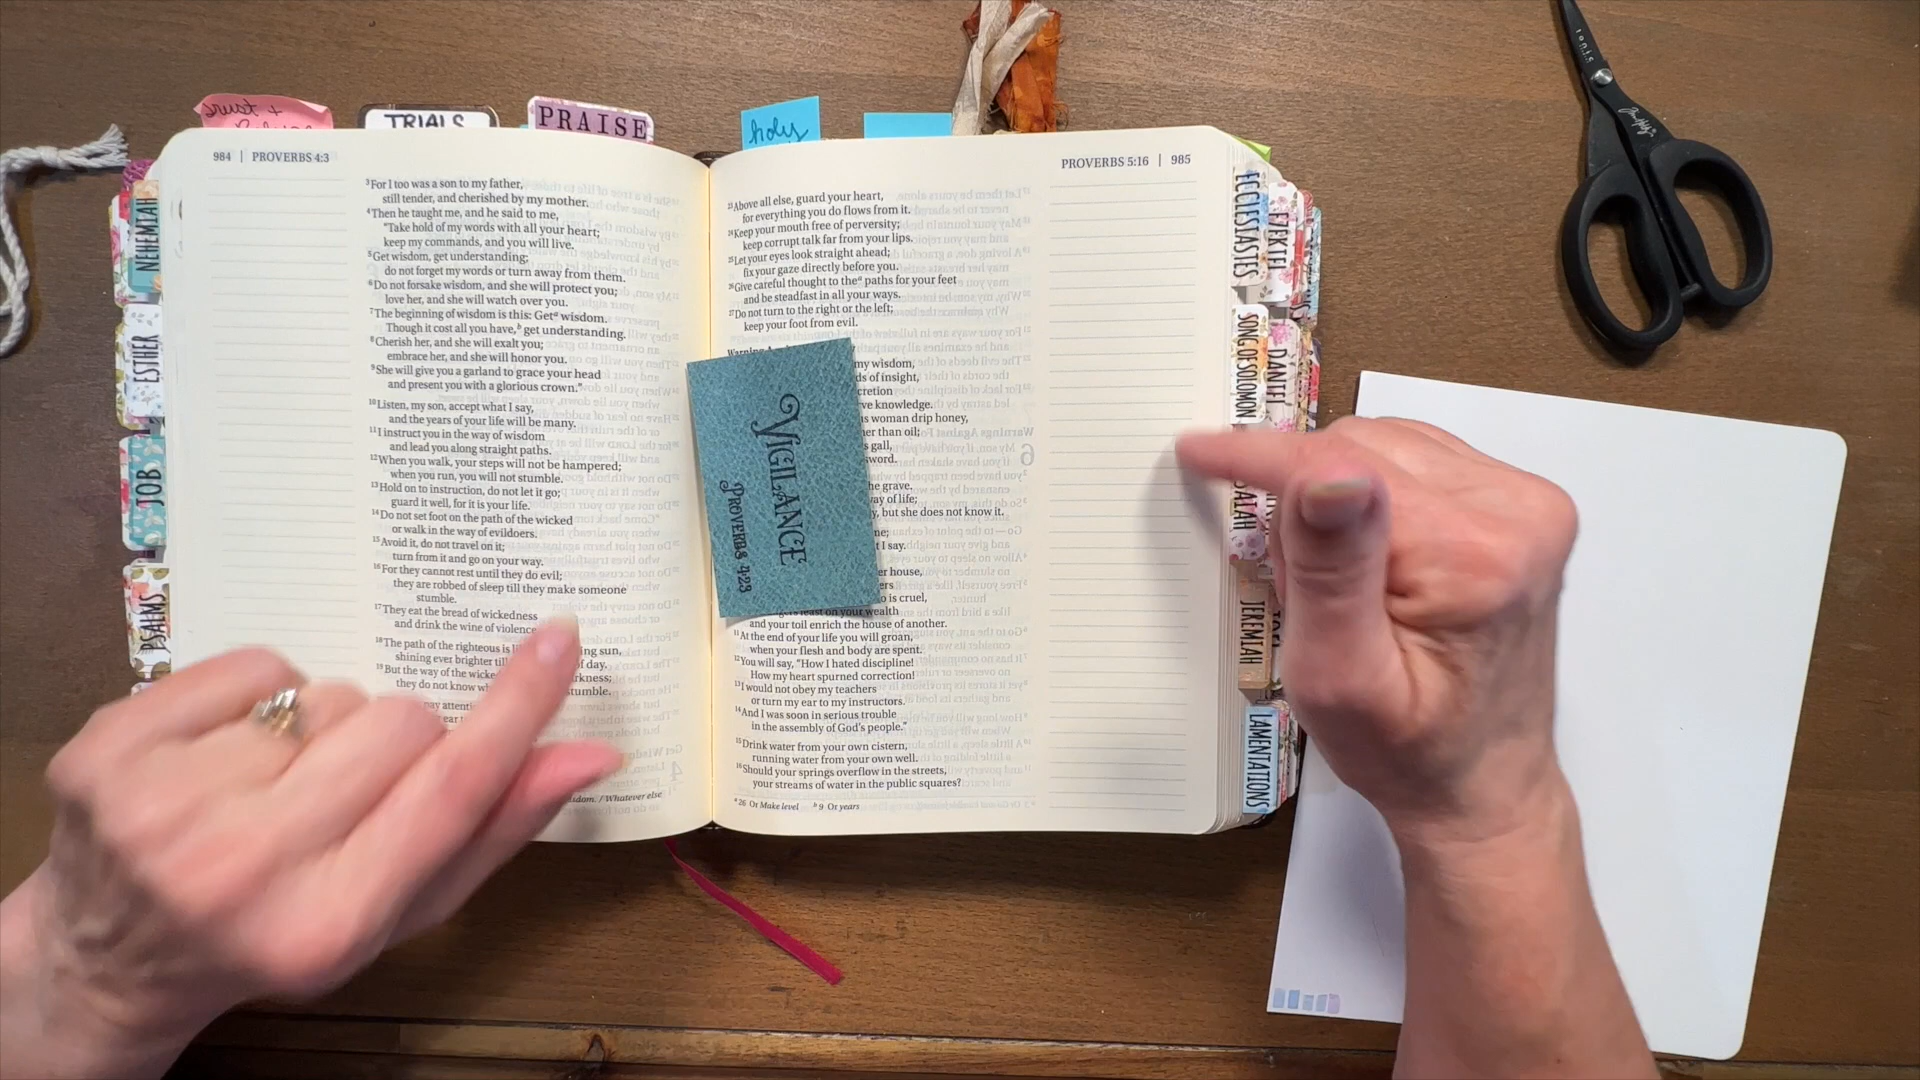 trust +
TRIALS
PRAISE
holy
984 | PROVERBS 4:3
³For I too was a son to my father,
still tender, and cherished by my mother.
⁴Then he taught me, and he said to me,
"Take hold of my words with all your heart;
keep my commands, and you will live.
⁵Get wisdom, get understanding;
do not forget my words or turn away from them.
⁶Do not forsake wisdom, and she will protect you;
love her, and she will watch over you.
⁷The beginning of wisdom is this: Getᵃ wisdom.
Though it cost all you have,ᵇ get understanding.
⁸Cherish her, and she will exalt you;
embrace her, and she will honor you.
⁹She will give you a garland to grace your head
and present you with a glorious crown."
¹⁰Listen, my son, accept what I say,
and the years of your life will be many.
¹¹I instruct you in the way of wisdom
and lead you along straight paths.
¹²When you walk, your steps will not be hampered;
when you run, you will not stumble.
¹³Hold on to instruction, do not let it go;
guard it well, for it is your life.
¹⁴Do not set foot on the path of the wicked
or walk in the way of evildoers.
¹⁵Avoid it, do not travel on it;
turn from it and go on your way.
¹⁶For they cannot rest until they do evil;
they are robbed of sleep till they make someone
stumble.
¹⁷They eat the bread of wickedness
and drink the wine of violence
¹⁸The path of the righteous is sun,
shining ever brighter of day.
¹⁹But the way of the
they do not know stumble.
pay
/ Whatever else
PROVERBS 5:16 | 985
²³Above all else, guard your heart,
for everything you do flows from it.
²⁴Keep your mouth free of perversity;
keep corrupt talk far from your lips.
²⁵Let your eyes look straight ahead;
fix your gaze directly before you.
²⁶Give careful thought to theᵃ paths for your feet
and be steadfast in all your ways.
²⁷Do not turn to the right or the left;
keep your foot from evil.
my wisdom,
of insight,
knowledge.
woman drip honey,
than oil;
gall,
grave.
of life;
but she does not know it.
I say.
house,
is cruel,
on your wealth
and your toil enrich the house of another.
¹¹At the end of your life you will groan,
when your flesh and body are spent.
¹²You will say, "How I hated discipline!
How my heart spurned correction!
¹³I would not obey my teachers
or turn my ear to my instructors.
¹⁴And I was soon in serious trouble
in the assembly of God's people."
¹⁵Drink water from your own cistern,
running water from your own well.
¹⁶Should your springs overflow in the streets,
your streams of water in the public squares?
ᵃ26 Or Make level ᵇ9 Or years
VIGILANCE
PROVERBS 4:23
NEHEMIAH
ESTHER
JOB
PSALMS
ECCLESIASTES
SONG OF SOLOMON
JEREMIAH
LAMENTATIONS
EZEKIEL
DANIEL
tonic